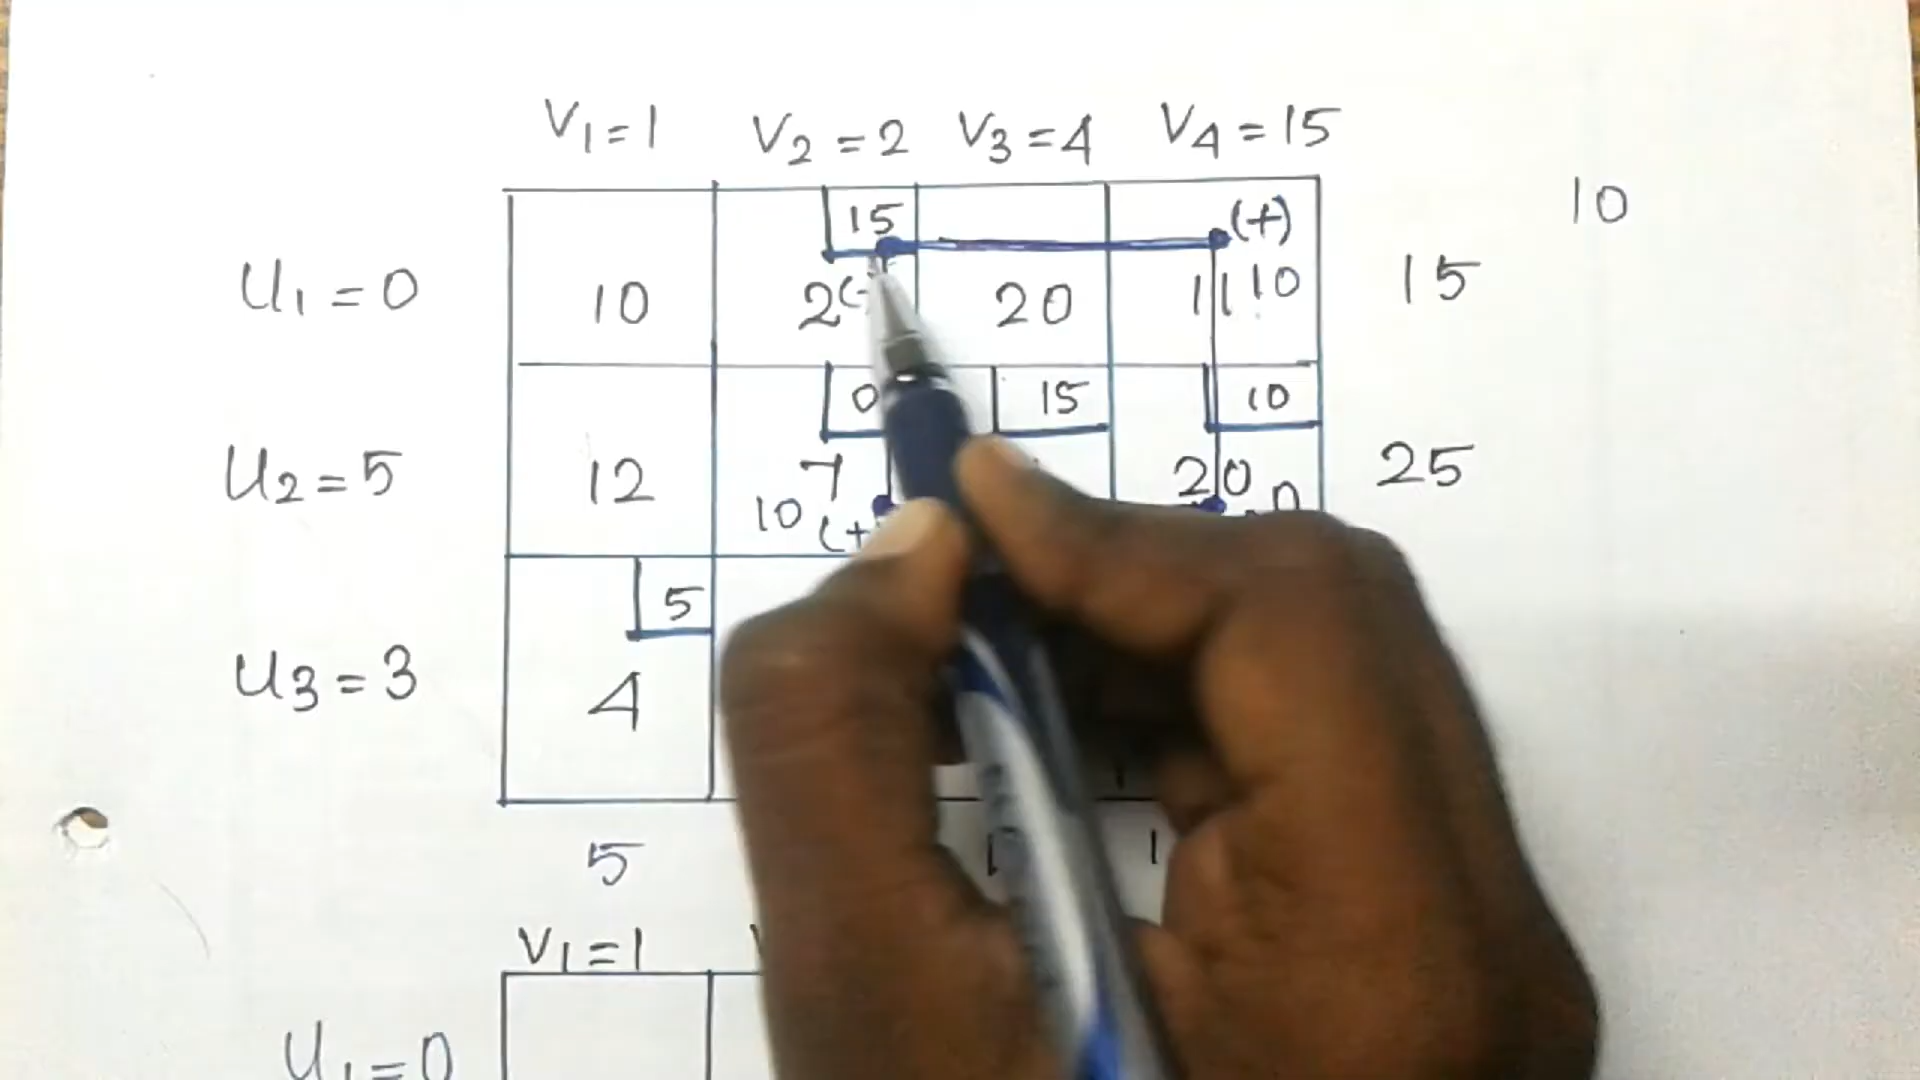 V1=1 V2=2 V3=4 V4=15
10
15 (+)
U1=0 10 2(- 20 11 10 15
0 15 10
U2=5 12 7 20 25
10 (+
5
U3=3 4
5
V1=1
U1=0